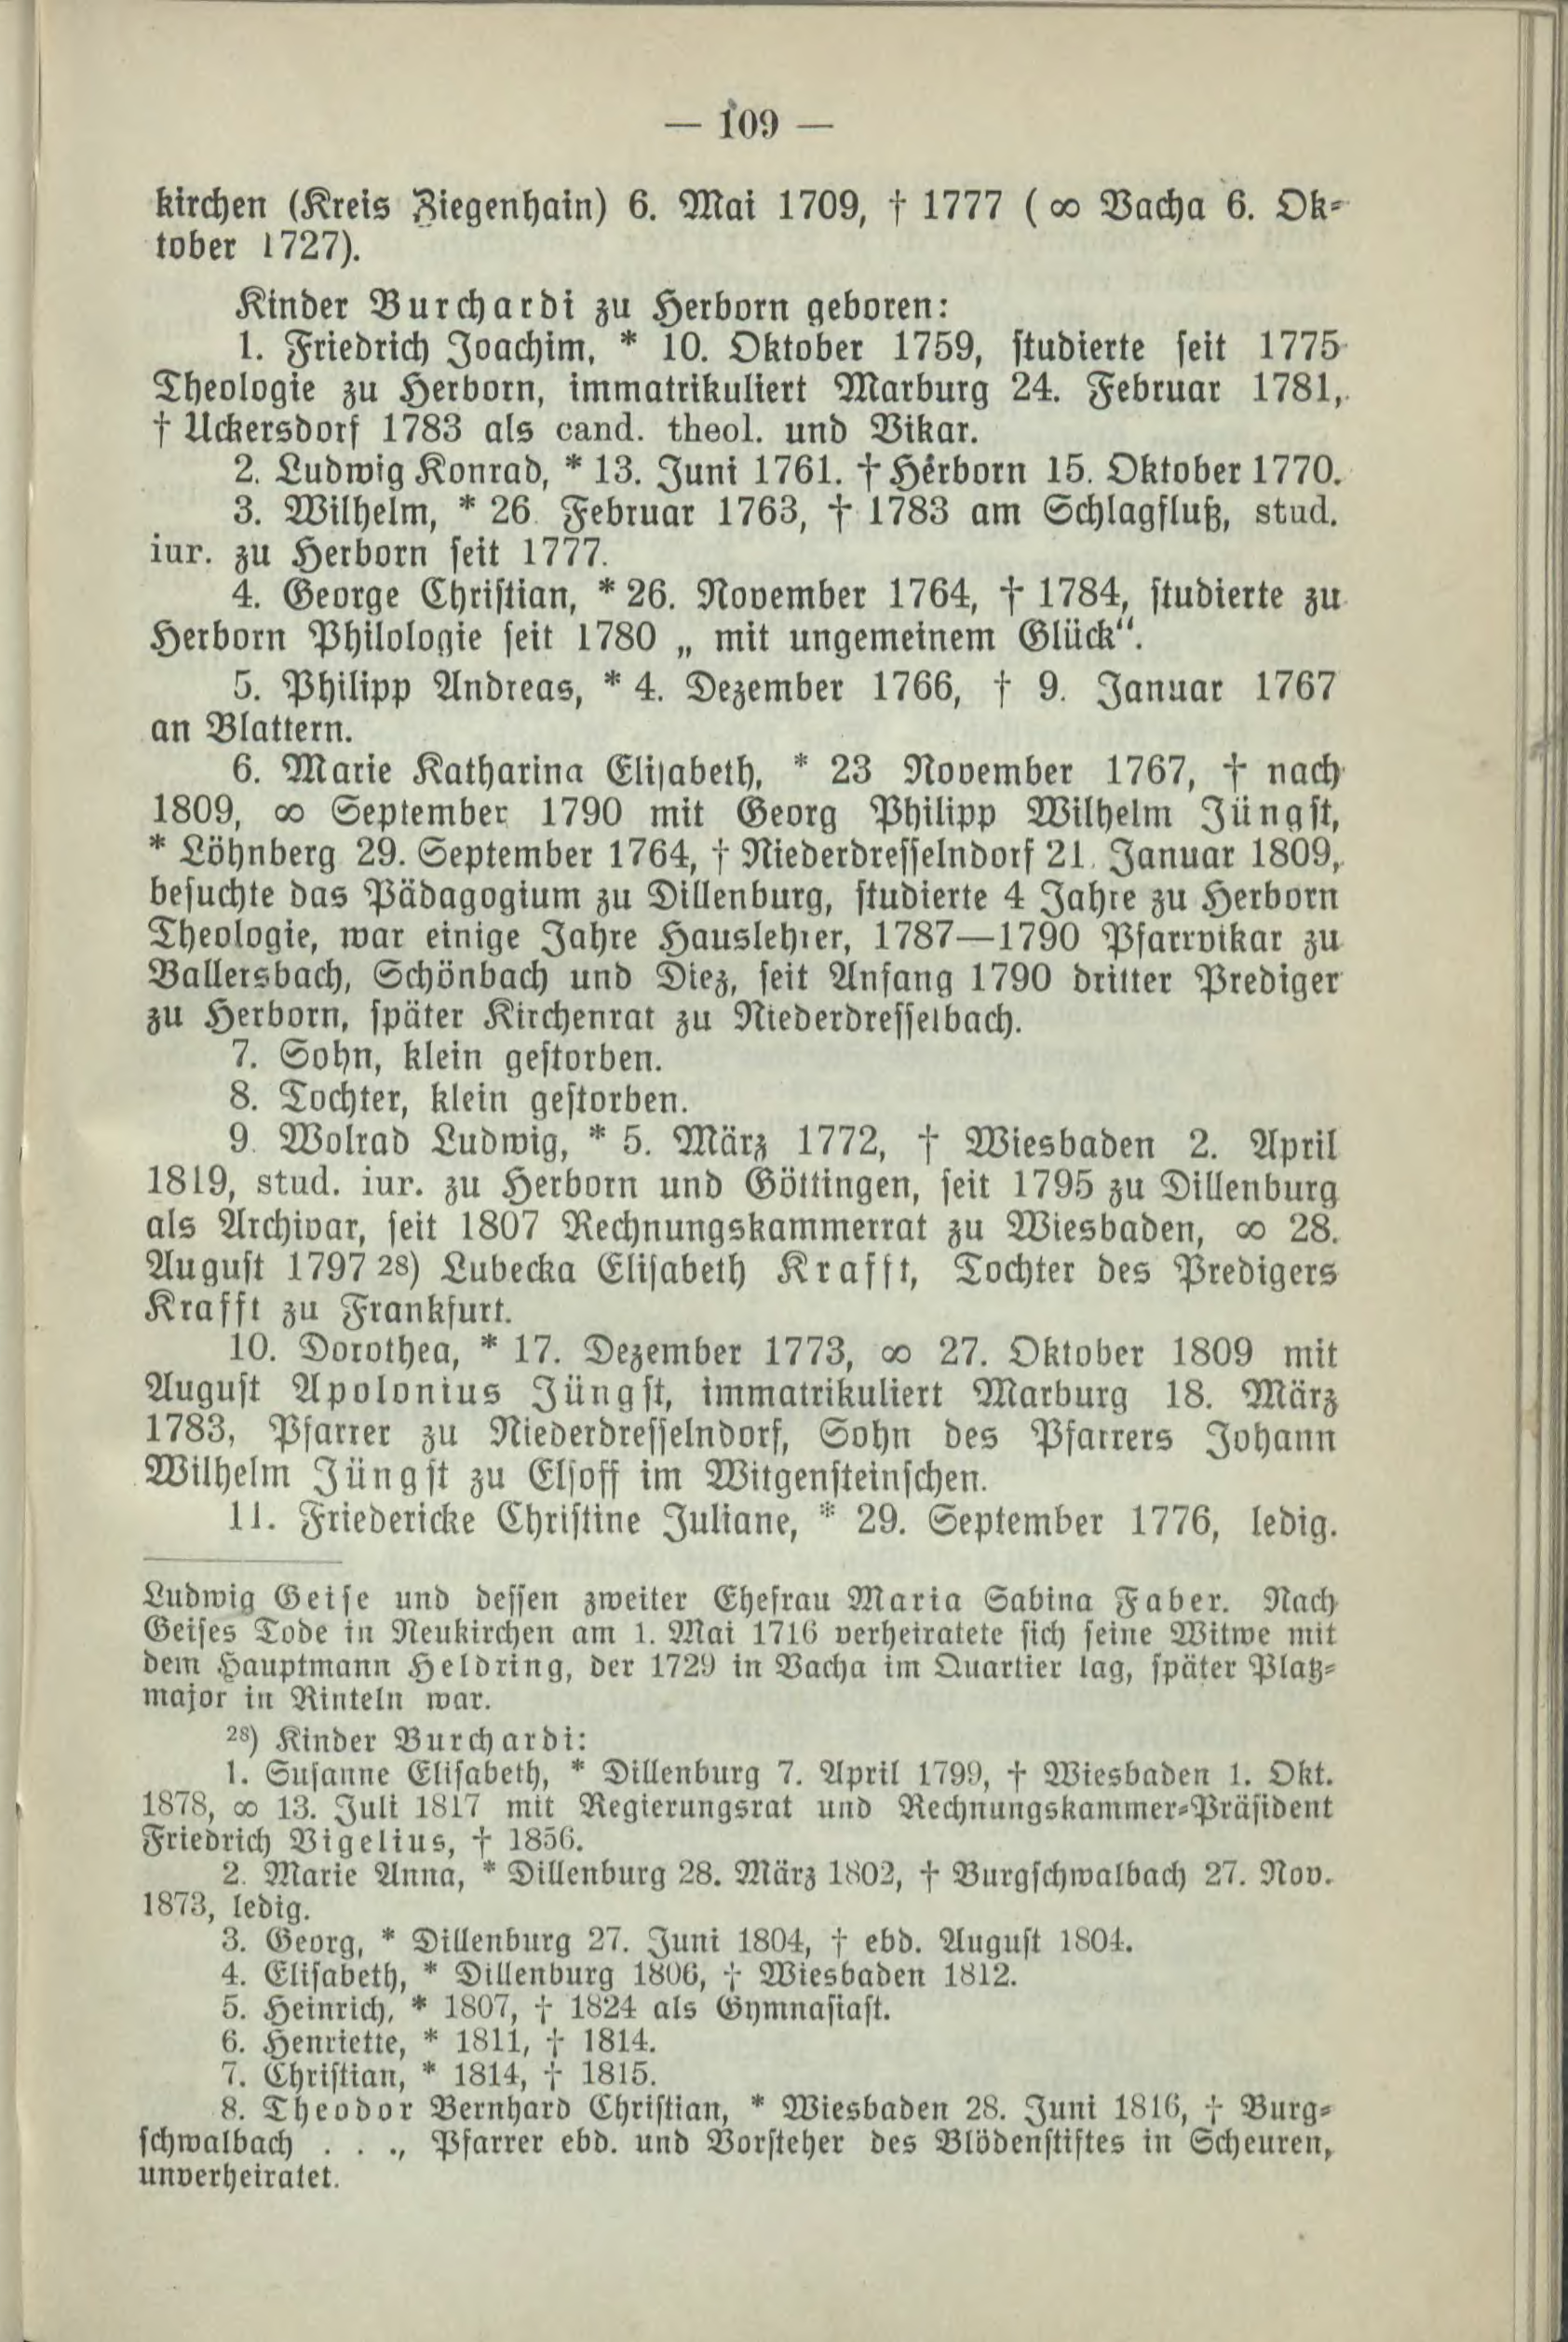 — 109 —
kirchen (Kreis Ziegenhain) 6. Mai 1709, † 1777 ( ∞ Vacha 6. Ok-
tober 1727).
Kinder Burchardi zu Herborn geboren:
1. Friedrich Joachim, * 10. Oktober 1759, studierte seit 1775
Theologie zu Herborn, immatrikuliert Marburg 24. Februar 1781,
† Uckersdorf 1783 als cand. theol. und Vikar.
2. Ludwig Konrad, * 13. Juni 1761. † Herborn 15. Oktober 1770.
3. Wilhelm, * 26. Februar 1763, † 1783 am Schlagfluß, stud.
iur. zu Herborn seit 1777.
4. George Christian, * 26. November 1764, † 1784, studierte zu
Herborn Philologie seit 1780 „ mit ungemeinem Glück“.
5. Philipp Andreas, * 4. Dezember 1766, † 9. Januar 1767
an Blattern.
6. Marie Katharina Elisabeth, * 23 November 1767, † nach
1809, ∞ September 1790 mit Georg Philipp Wilhelm Jüngst,
* Löhnberg 29. September 1764, † Niederdresselndorf 21. Januar 1809,
besuchte das Pädagogium zu Dillenburg, studierte 4 Jahre zu Herborn
Theologie, war einige Jahre Hauslehrer, 1787—1790 Pfarrvikar zu
Ballersbach, Schönbach und Diez, seit Anfang 1790 dritter Prediger
zu Herborn, später Kirchenrat zu Niederdresselbach.
7. Sohn, klein gestorben.
8. Tochter, klein gestorben.
9. Wolrad Ludwig, * 5. März 1772, † Wiesbaden 2. April
1819, stud. iur. zu Herborn und Göttingen, seit 1795 zu Dillenburg
als Archivar, seit 1807 Rechnungskammerrat zu Wiesbaden, ∞ 28.
August 1797 28) Lubecka Elisabeth Krafft, Tochter des Predigers
Krafft zu Frankfurt.
10. Dorothea, * 17. Dezember 1773, ∞ 27. Oktober 1809 mit
August Apolonius Jüngst, immatrikuliert Marburg 18. März
1783, Pfarrer zu Niederdresselndorf, Sohn des Pfarrers Johann
Wilhelm Jüngst zu Elsoff im Witgensteinschen.
11. Friedericke Christine Juliane, * 29. September 1776, ledig.
Ludwig Geise und dessen zweiter Ehefrau Maria Sabina Faber. Nach
Geises Tode in Neukirchen am 1. Mai 1716 verheiratete sich seine Witwe mit
dem Hauptmann Heldring, der 1729 in Vacha im Quartier lag, später Platz-
major in Rinteln war.
28) Kinder Burchardi:
1. Susanne Elisabeth, * Dillenburg 7. April 1799, † Wiesbaden 1. Okt.
1878, ∞ 13. Juli 1817 mit Regierungsrat und Rechnungskammer-Präsident
Friedrich Vigelius, † 1856.
2. Marie Anna, * Dillenburg 28. März 1802, † Burgschwalbach 27. Nov.
1873, ledig.
3. Georg, * Dillenburg 27. Juni 1804, † ebd. August 1804.
4. Elisabeth, * Dillenburg 1806, † Wiesbaden 1812.
5. Heinrich, * 1807, † 1824 als Gymnasiast.
6. Henriette, * 1811, † 1814.
7. Christian, * 1814, † 1815.
8. Theodor Bernhard Christian, * Wiesbaden 28. Juni 1816, † Burg-
schwalbach . . ., Pfarrer ebd. und Vorsteher des Blödenstiftes in Scheuren,
unverheiratet.